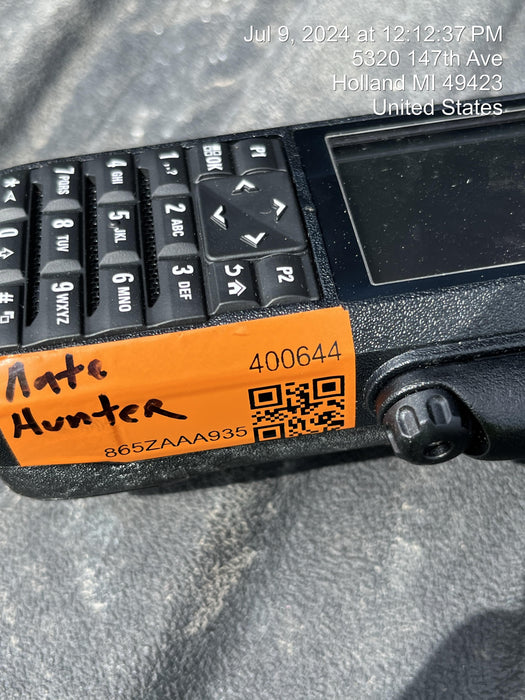 Jul 9, 2024 at 12:12:37 PM
5320 147th Ave
Holland MI 49423
United States
P1
OK
P2
1 .,?
2 ABC
3 DEF
4 GHI
5 JKL
6 MNO
7 PQRS
8 TUV
9 WXYZ
*
0
#
Nate
Hunter
400644
865ZAAA935